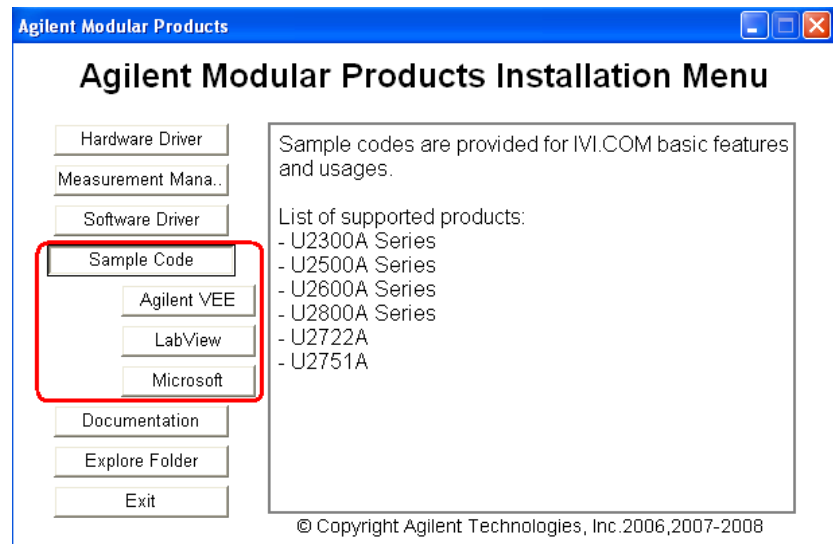 Agilent Modular Products
Agilent Modular Products Installation Menu
Hardware Driver
Measurement Mana..
Software Driver
Sample Code
Agilent VEE
LabView
Microsoft
Documentation
Explore Folder
Exit
Sample codes are provided for IVI.COM basic features
and usages.
List of supported products:
- U2300A Series
- U2500A Series
- U2600A Series
- U2800A Series
- U2722A
- U2751A
© Copyright Agilent Technologies, Inc.2006,2007-2008